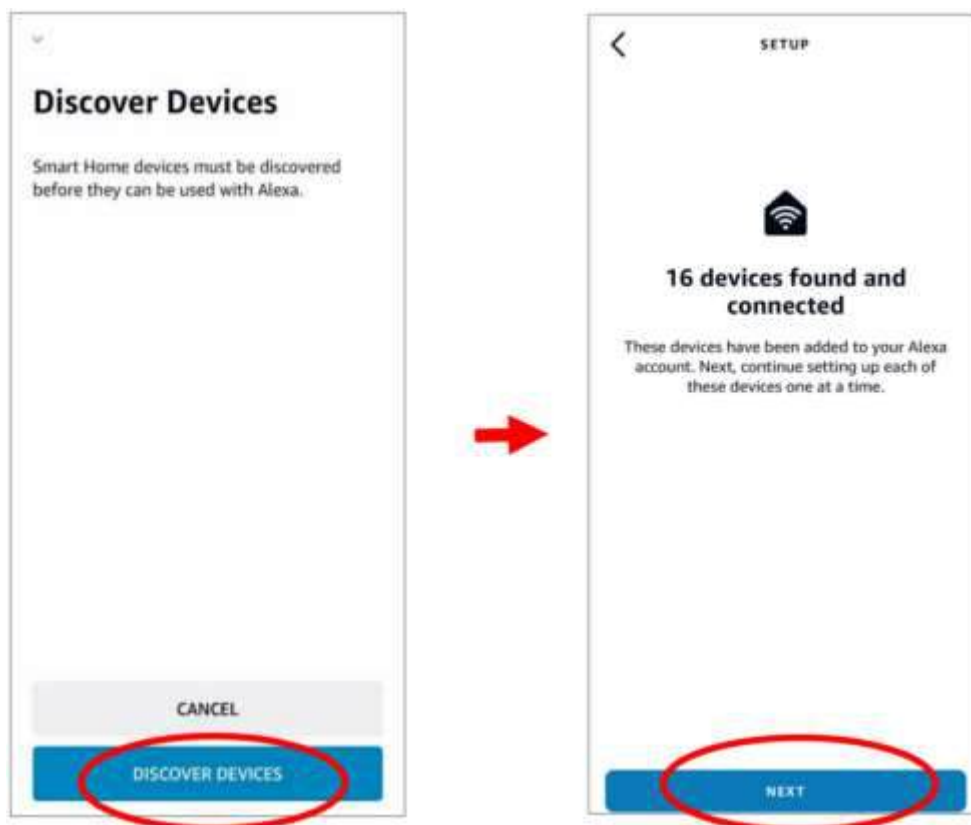 Discover Devices
Smart Home devices must be discovered
before they can be used with Alexa.
CANCEL
DISCOVER DEVICES
SETUP
16 devices found and
connected
These devices have been added to your Alexa
account. Next, continue setting up each of
these devices one at a time.
NEXT